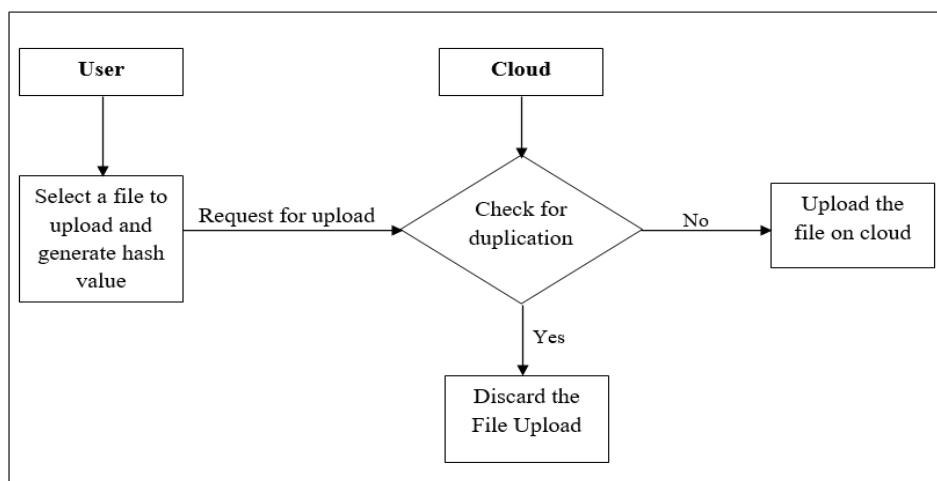 User
Cloud
Select a file to
upload and
generate hash
value
Request for upload
Check for
duplication
No
Upload the
file on cloud
Yes
Discard the
File Upload